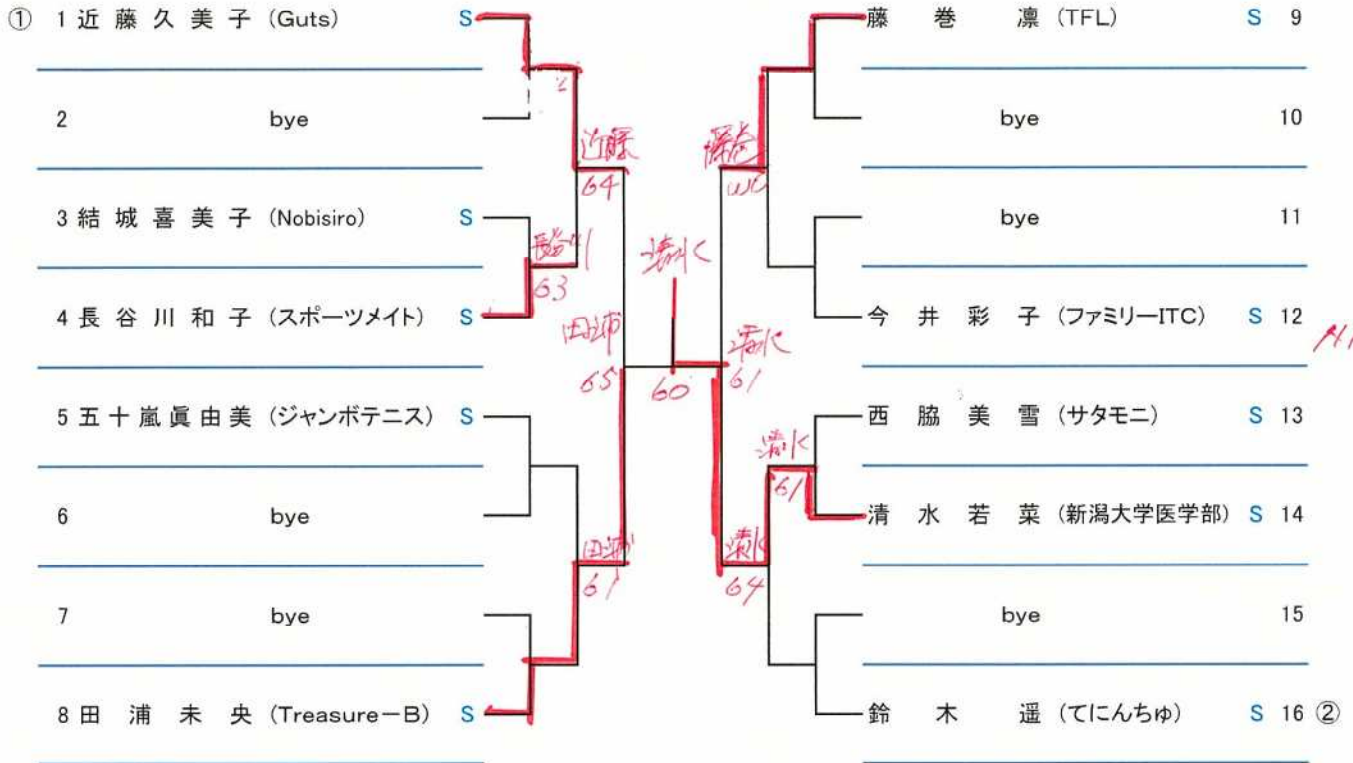 ① 1 近藤久美子 (Guts) S
2 bye
近藤
64
3 結城喜美子 (Nobisiro) S
長谷川
63
4 長谷川和子 (スポーツメイト) S
田浦
65
5 五十嵐眞由美 (ジャンボテニス) S
6 bye
田浦
61
7 bye
8 田浦未央 (Treasure－B) S
清水
60
藤巻凛 (TFL) S 9
bye 10
藤巻
WO
bye 11
今井彩子 (ファミリーITC) S 12
清水
61
西脇美雪 (サタモニ) S 13
清水
61
清水若菜 (新潟大学医学部) S 14
清水
64
bye 15
鈴木遥 (てにんちゅ) S 16 ②